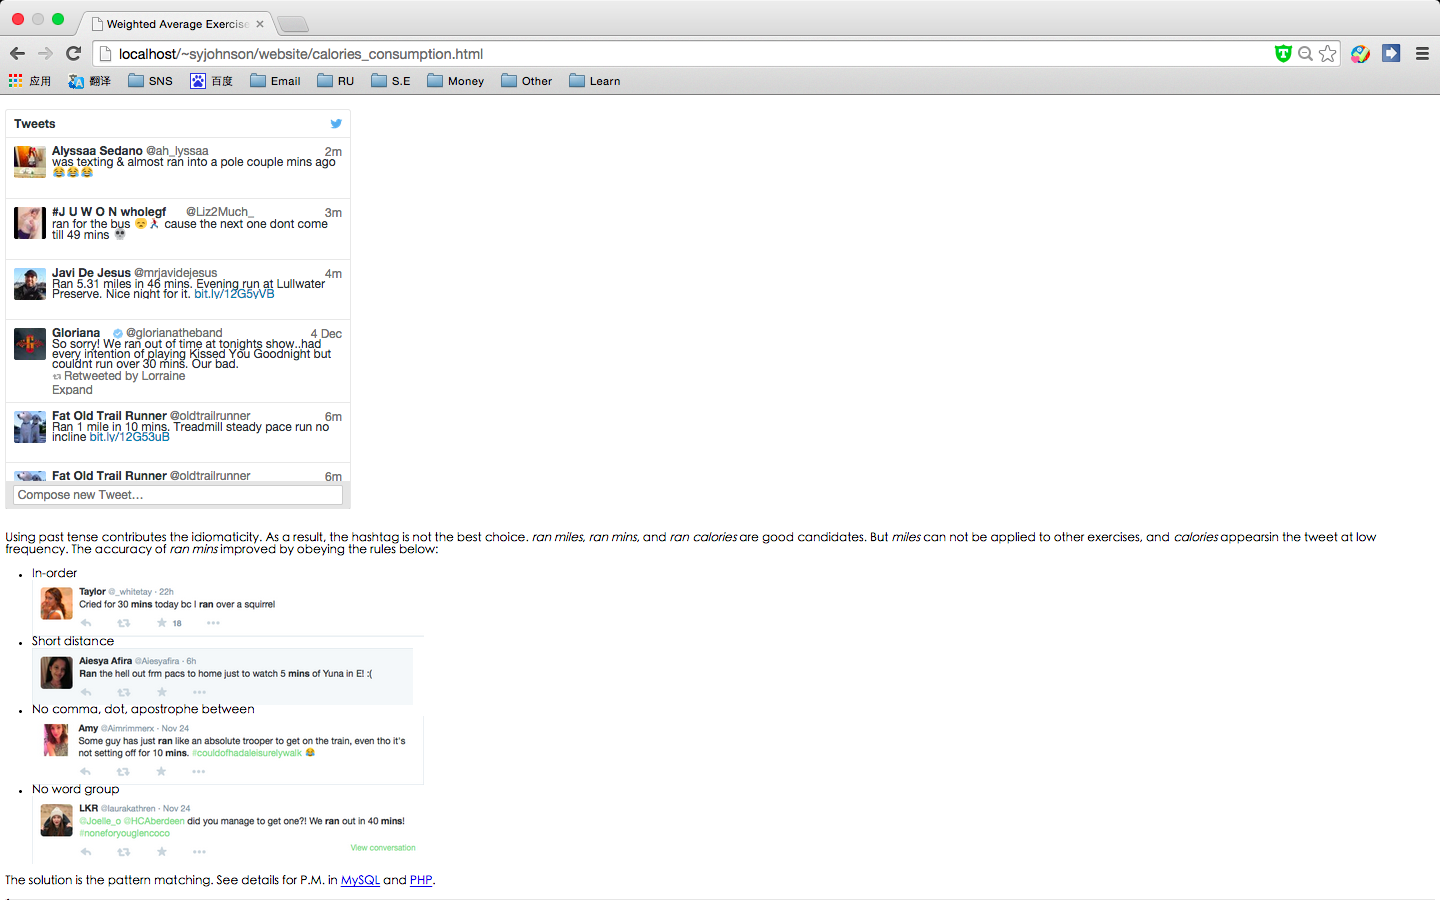 Weighted Average Exercise
localhost/~syjohnson/website/calories_consumption.html
应用 翻译 SNS 百度 Email RU S.E Money Other Learn
Tweets
Alyssaa Sedano @ah_lyssaa 2m
was texting & almost ran into a pole couple mins ago
😂😂😂
#J U W O N wholegf @Liz2Much_ 3m
ran for the bus 😴🏃 cause the next one dont come
till 49 mins 💀
Javi De Jesus @mrjavidejesus 4m
Ran 5.31 miles in 46 mins. Evening run at Lullwater
Preserve. Nice night for it. bit.ly/12G5yVB
Gloriana @glorianatheband 4 Dec
So sorry! We ran out of time at tonights show..had
every intention of playing Kissed You Goodnight but
couldnt run over 30 mins. Our bad.
Retweeted by Lorraine
Expand
Fat Old Trail Runner @oldtrailrunner 6m
Ran 1 mile in 10 mins. Treadmill steady pace run no
incline bit.ly/12G53uB
Fat Old Trail Runner @oldtrailrunner 6m
Compose new Tweet...
Using past tense contributes the idiomaticity. As a result, the hashtag is not the best choice. ran miles, ran mins, and ran calories are good candidates. But miles can not be applied to other exercises, and calories appearsin the tweet at low
frequency. The accuracy of ran mins improved by obeying the rules below:
• In-order
Taylor @_whitetay · 22h
Cried for 30 mins today bc I ran over a squirrel
18
• Short distance
Aiesya Afira @Aiesyafira · 6h
Ran the hell out frm pacs to home just to watch 5 mins of Yuna in E! :(
• No comma, dot, apostrophe between
Amy @Aimrimmerx · Nov 24
Some guy has just ran like an absolute trooper to get on the train, even tho it's
not setting off for 10 mins. #couldofhadaleisurelywalk 😂
• No word group
LKR @laurakathren · Nov 24
@Joelle_o @HCAberdeen did you manage to get one?! We ran out in 40 mins!
#noneforyouglencoco
View conversation
The solution is the pattern matching. See details for P.M. in MySQL and PHP.